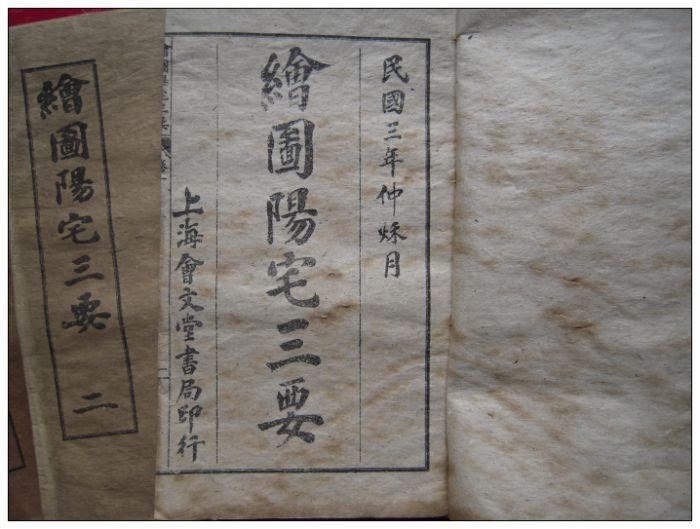 民國三年仲秌月
繪圖陽宅三要
上海會文堂書局印行
繪圖陽宅三要 二